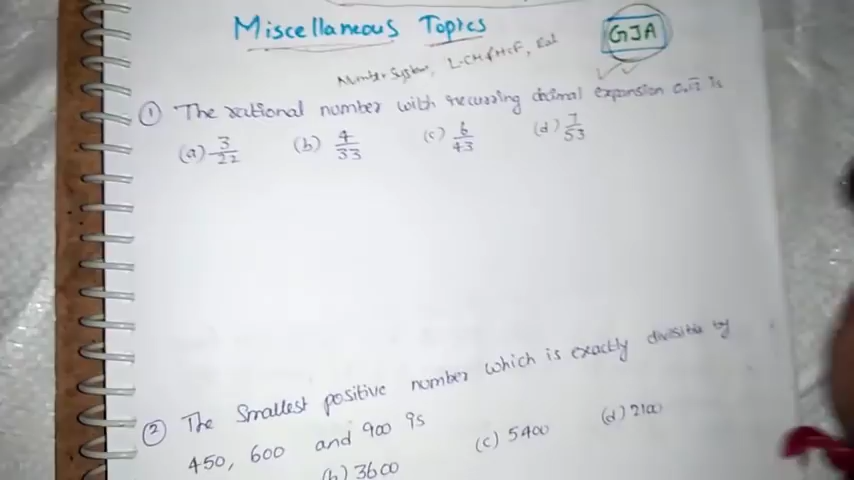 Miscellaneous Topics
GJA
Number System, L.C.M & H.C.F,
① The rational number with recurring decimal expansion 0.1̅2̅ is
(a) 3/22 (b) 4/33 (c) 6/43 (d) 7/53
② The Smallest positive number which is exactly divisible by
450, 600 and 900 is
(b) 3600 (c) 5400 (d) 2100